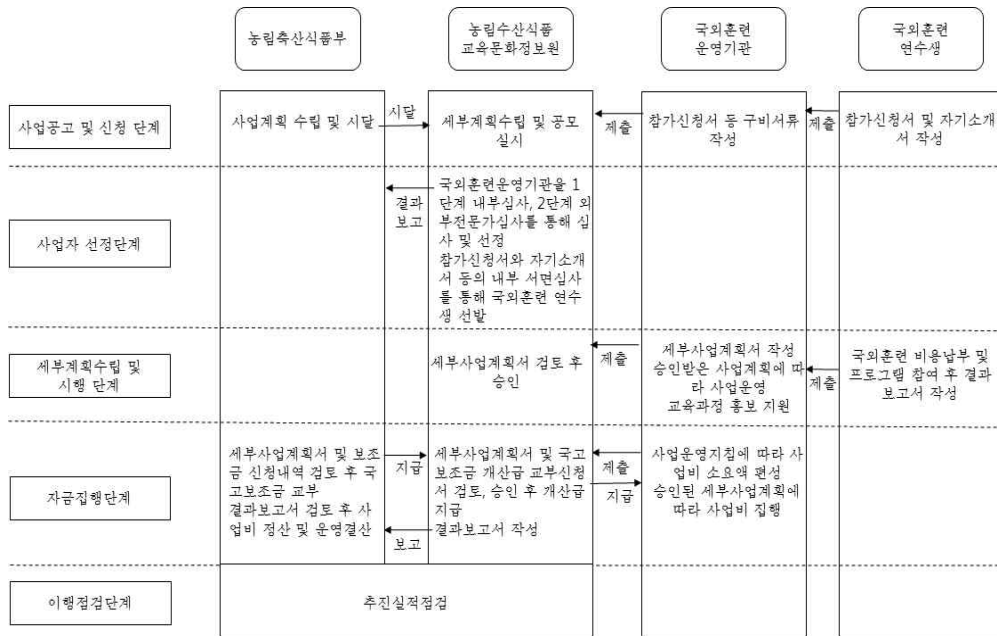 농림축산식품부
농림수산식품
교육문화정보원
국외훈련
운영기관
국외훈련
연수생
사업공고 및 신청 단계
사업계획 수립 및 시달
시달
세부계획수립 및 공모
실시
제출
참가신청서 등 구비서류
작성
제출
참가신청서 및 자기소개
서 작성
사업자 선정단계
결과
보고
국외훈련운영기관을 1
단계 내부심사, 2단계 외
부전문가심사를 통해 심
사 및 선정
참가신청서와 자기소개
서 등의 내부 서면심사
를 통해 국외훈련 연수
생 선발
세부계획수립 및
시행 단계
세부사업계획서 검토 후
승인
제출
세부사업계획서 작성
승인받은 사업계획에 따
라 사업운영
교육과정 홍보 지원
제출
국외훈련 비용납부 및
프로그램 참여 후 결과
보고서 작성
자금집행단계
세부사업계획서 및 보조
금 신청내역 검토 후 국
고보조금 교부
결과보고서 검토 후 사
업비 정산 및 운영결산
지급
보고
세부사업계획서 및 국고
보조금 개산급 교부신청
서 검토, 승인 후 개산급
지급
결과보고서 작성
제출
지급
사업운영지침에 따라 사
업비 소요액 편성
승인된 세부사업계획에
따라 사업비 집행
이행점검단계
추진실적점검